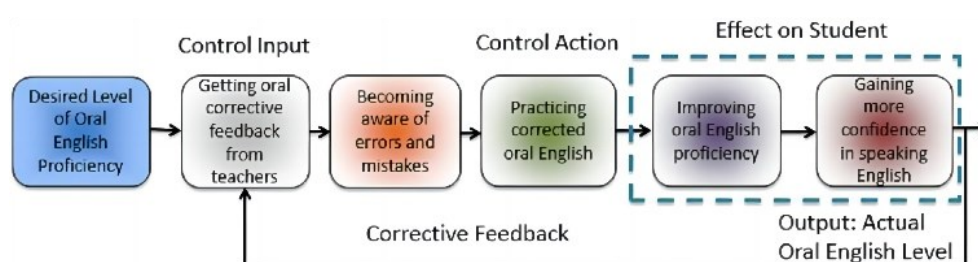 Control Input
Control Action
Effect on Student
Desired Level
of Oral
English
Proficiency
Getting oral
corrective
feedback
from
teachers
Becoming
aware of
errors and
mistakes
Practicing
corrected
oral English
Improving
oral English
proficiency
Gaining
more
confidence
in speaking
English
Corrective Feedback
Output: Actual
Oral English Level